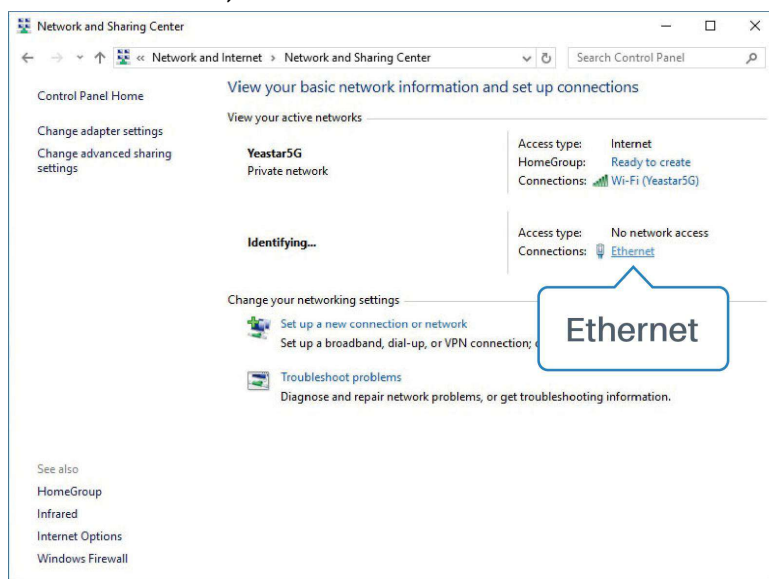 Network and Sharing Center
« Network and Internet > Network and Sharing Center
Search Control Panel
Control Panel Home
Change adapter settings
Change advanced sharing
settings
View your basic network information and set up connections
View your active networks
Yeastar5G
Private network
Access type: Internet
HomeGroup: Ready to create
Connections: Wi-Fi (Yeastar5G)
Identifying...
Access type: No network access
Connections: Ethernet
Ethernet
Change your networking settings
Set up a new connection or network
Set up a broadband, dial-up, or VPN connection;
Troubleshoot problems
Diagnose and repair network problems, or get troubleshooting information.
See also
HomeGroup
Infrared
Internet Options
Windows Firewall